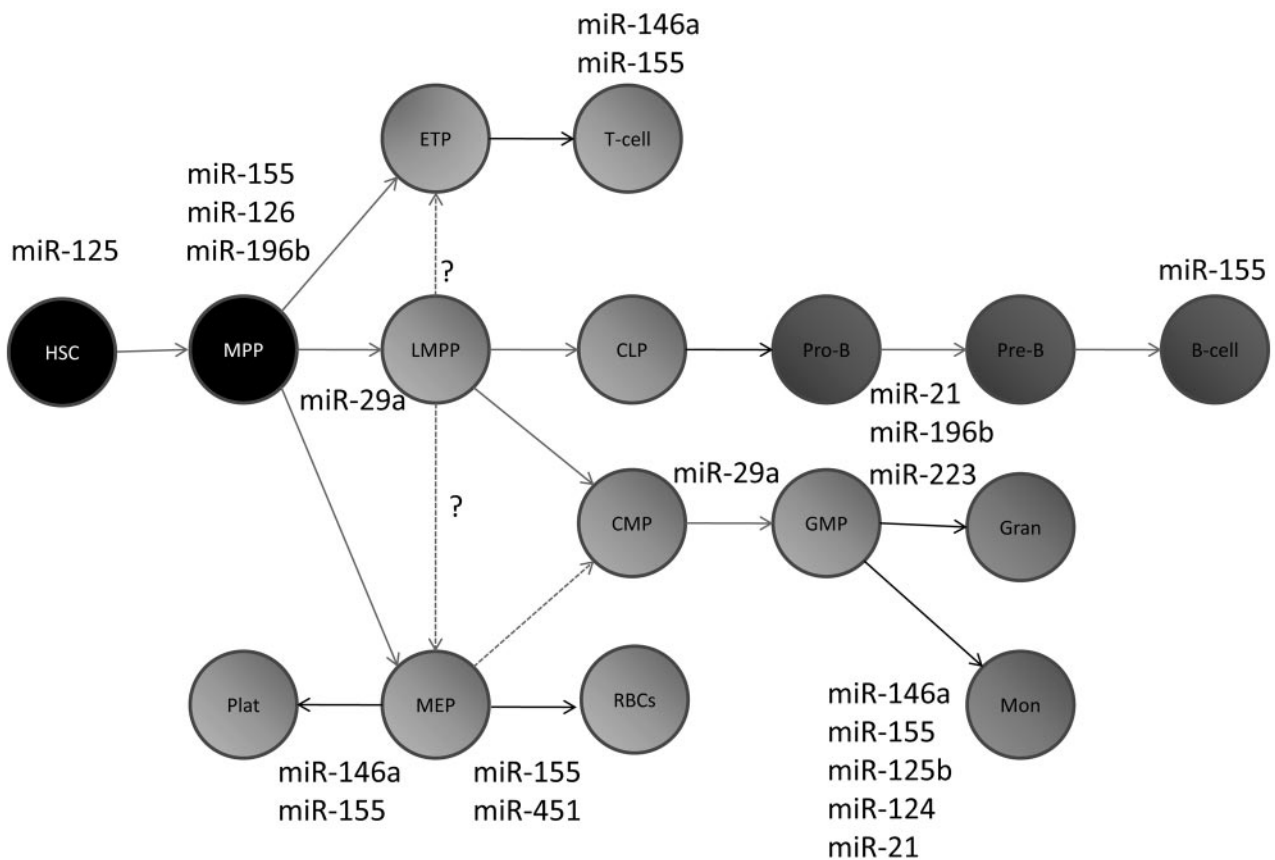 miR-146a
miR-155
ETP
T-cell
miR-155
miR-126
miR-196b
miR-125
?
miR-155
HSC
MPP
LMPP
CLP
Pro-B
Pre-B
B-cell
miR-29a
miR-21
miR-196b
miR-29a
miR-223
?
CMP
GMP
Gran
Plat
MEP
RBCs
Mon
miR-146a
miR-155
miR-155
miR-451
miR-146a
miR-155
miR-125b
miR-124
miR-21